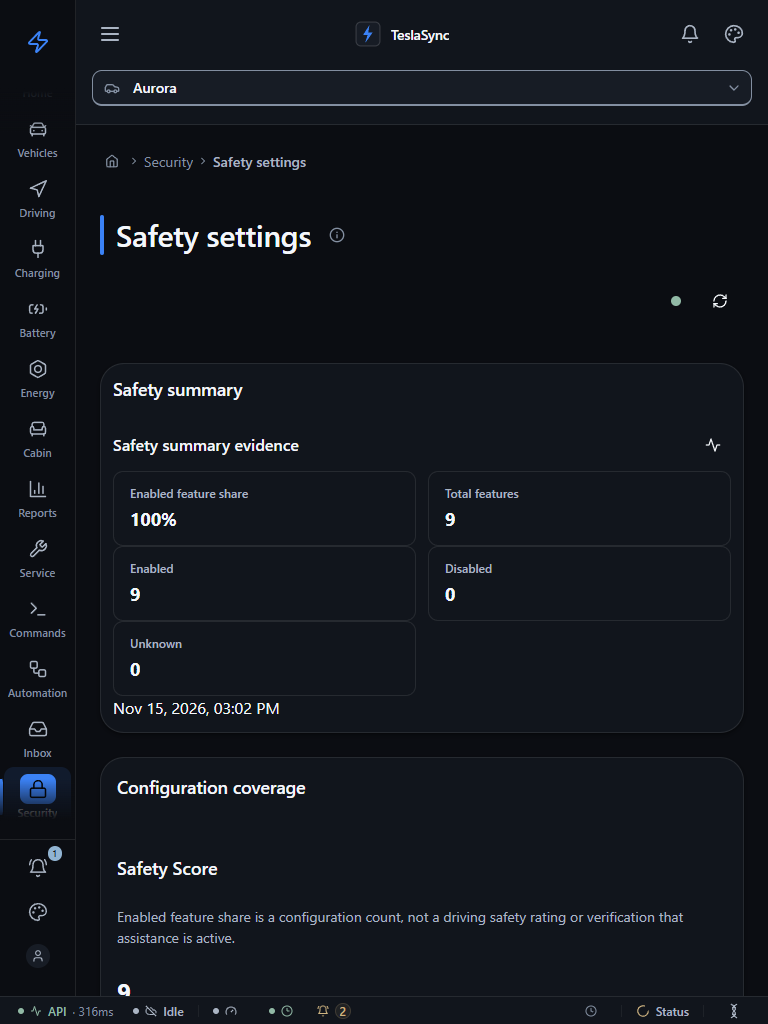 TeslaSync
Aurora
Vehicles
Driving
Charging
Battery
Energy
Cabin
Reports
Service
Commands
Automation
Inbox
Security
1
Security
Safety settings
Safety settings
Safety summary
Safety summary evidence
Enabled feature share
100%
Total features
9
Enabled
9
Disabled
0
Unknown
0
Nov 15, 2026, 03:02 PM
Configuration coverage
Safety Score
Enabled feature share is a configuration count, not a driving safety rating or verification that
assistance is active.
9
API · 316ms
Idle
2
Status